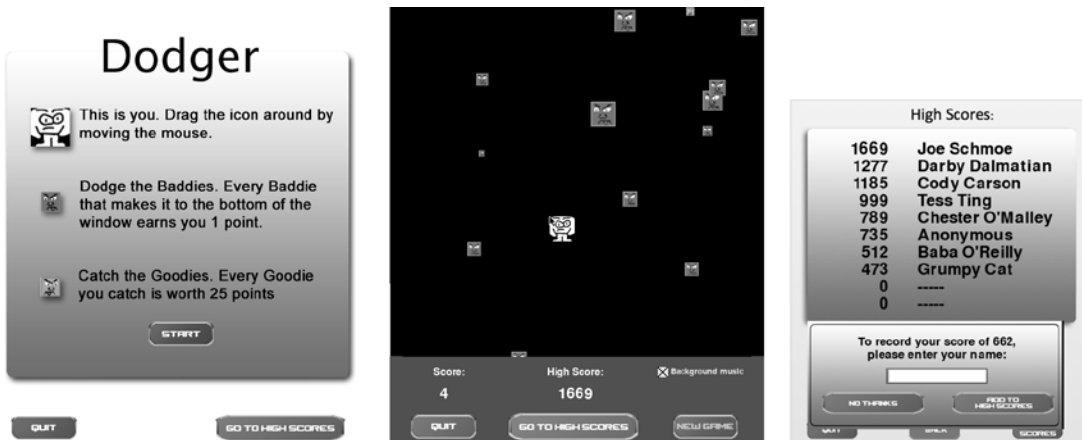 Dodger
This is you. Drag the icon around by
moving the mouse.
Dodge the Baddies. Every Baddie
that makes it to the bottom of the
window earns you 1 point.
Catch the Goodies. Every Goodie
you catch is worth 25 points
START
QUIT
GO TO HIGH SCORES
Score:
High Score:
Background music
4
1669
QUIT
GO TO HIGH SCORES
NEW GAME
High Scores:
1669 Joe Schmoe
1277 Darby Dalmatian
1185 Cody Carson
999 Tess Ting
789 Chester O'Malley
735 Anonymous
512 Baba O'Reilly
473 Grumpy Cat
0 -----
0 -----
To record your score of 662,
please enter your name:
NO THANKS
ADD TO
HIGH SCORES
QUIT
BACK
SCORES